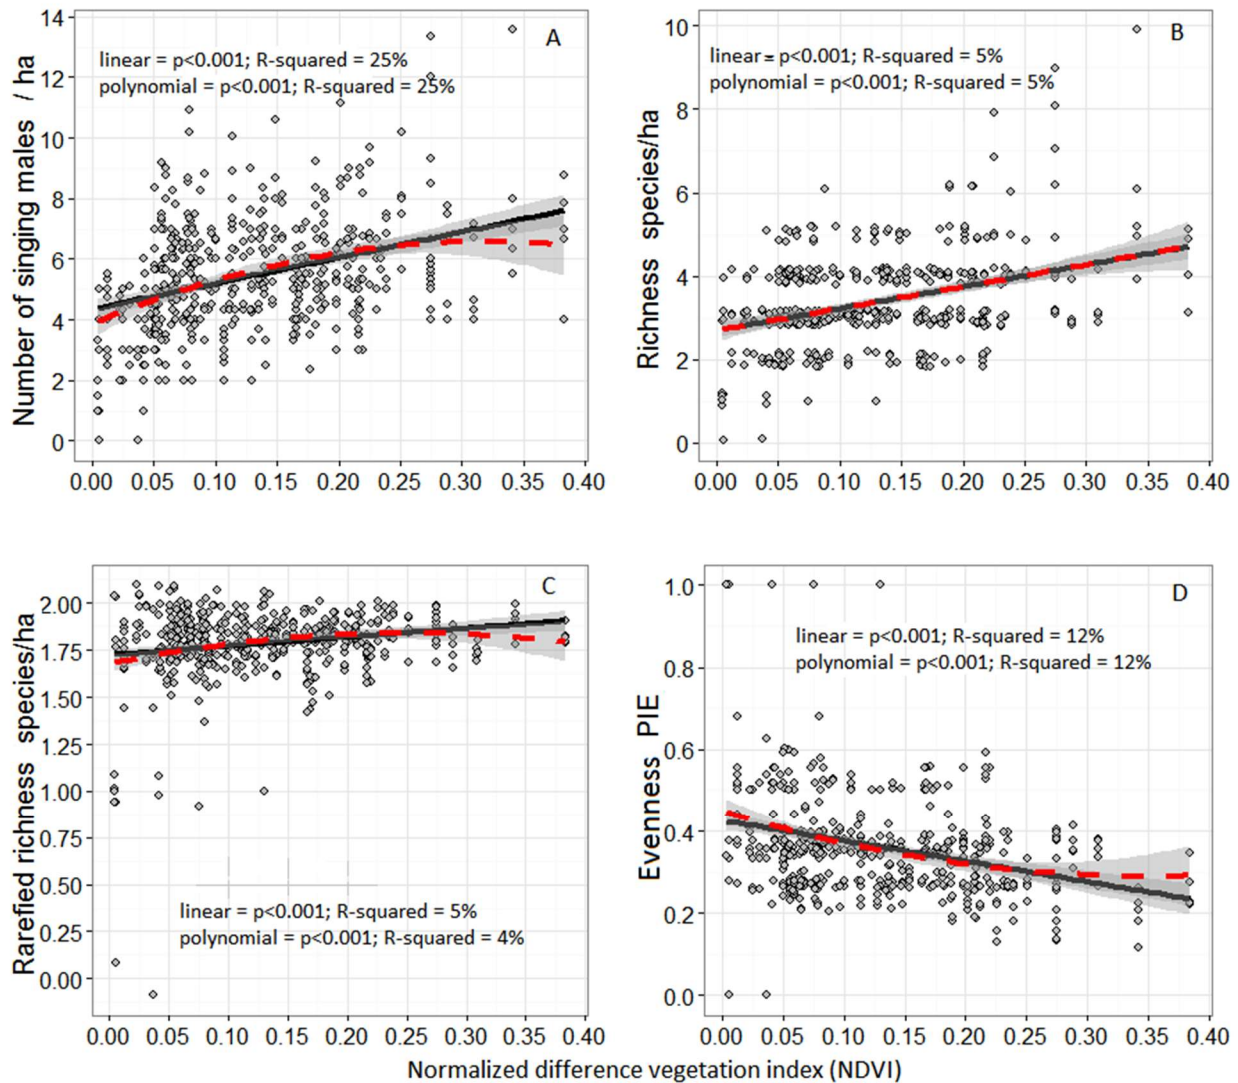 A
linear = p<0.001; R-squared = 25%
polynomial = p<0.001; R-squared = 25%
Number of singing males / ha
14
12
10
8
6
4
2
0
0.00 0.05 0.10 0.15 0.20 0.25 0.30 0.35 0.40
B
linear = p<0.001; R-squared = 5%
polynomial = p<0.001; R-squared = 5%
Richness species/ha
10
8
6
4
2
0
0.00 0.05 0.10 0.15 0.20 0.25 0.30 0.35 0.40
C
Rarefied richness species/ha
2.00
1.75
1.50
1.25
1.00
0.75
0.50
0.25
0.00
linear = p<0.001; R-squared = 5%
polynomial = p<0.001; R-squared = 4%
0.00 0.05 0.10 0.15 0.20 0.25 0.30 0.35 0.40
D
linear = p<0.001; R-squared = 12%
polynomial = p<0.001; R-squared = 12%
Evenness PIE
1.0
0.8
0.6
0.4
0.2
0.0
0.00 0.05 0.10 0.15 0.20 0.25 0.30 0.35 0.40
Normalized difference vegetation index (NDVI)